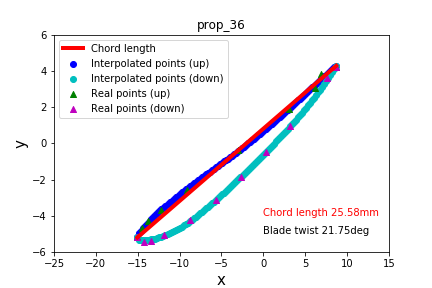 prop_36
Chord length
Interpolated points (up)
Interpolated points (down)
Real points (up)
Real points (down)
6
4
2
0
−2
−4
−6
y
Chord length 25.58mm
Blade twist 21.75deg
−25
−20
−15
−10
−5
0
5
10
15
x